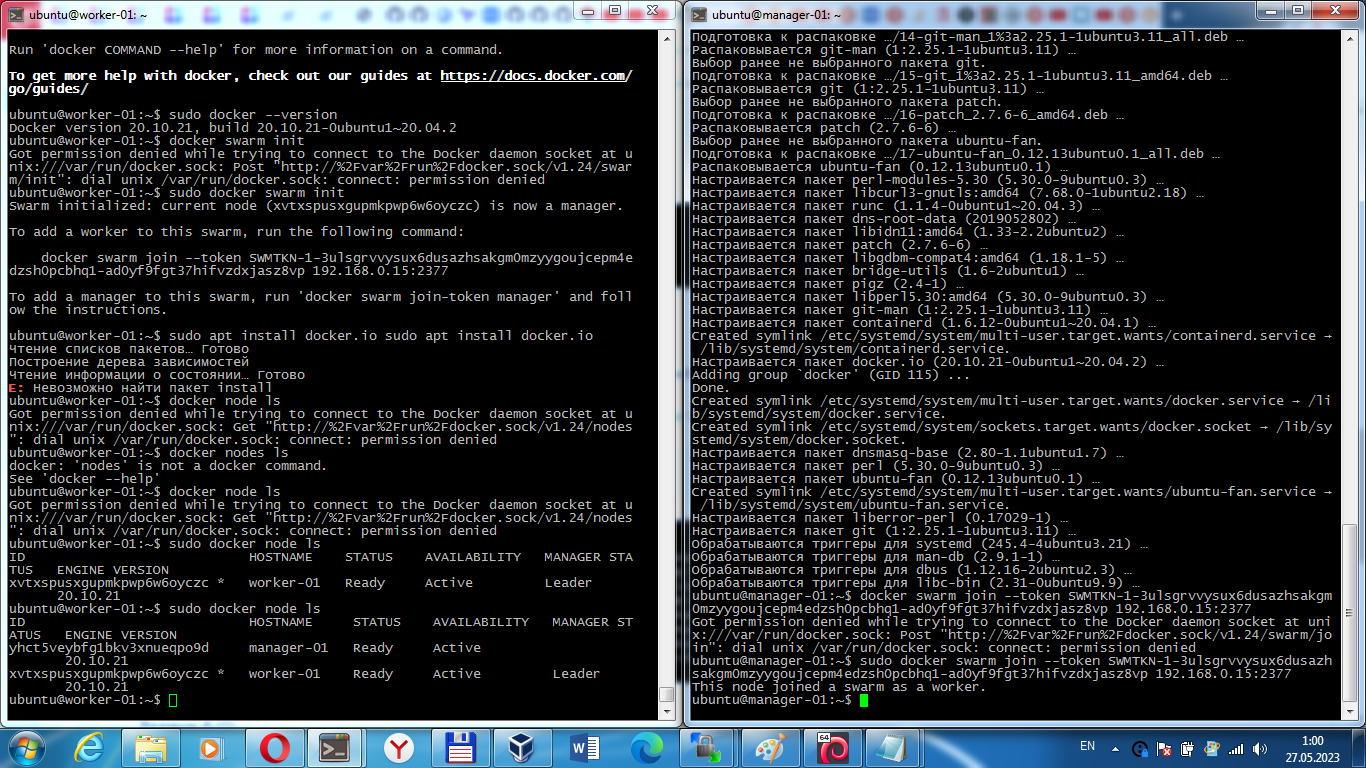 ubuntu@worker-01: ~
Run 'docker COMMAND --help' for more information on a command.
To get more help with docker, check out our guides at https://docs.docker.com/
go/guides/
ubuntu@worker-01:~$ sudo docker --version
Docker version 20.10.21, build 20.10.21-0ubuntu1~20.04.2
ubuntu@worker-01:~$ docker swarm init
Got permission denied while trying to connect to the Docker daemon socket at u
nix:///var/run/docker.sock: Post "http://%2Fvar%2Frun%2Fdocker.sock/v1.24/swar
m/init": dial unix /var/run/docker.sock: connect: permission denied
ubuntu@worker-01:~$ sudo docker swarm init
Swarm initialized: current node (xvtxspusxgupmkpwp6w6oyczc) is now a manager.
To add a worker to this swarm, run the following command:
docker swarm join --token SWMTKN-1-3ulsgrvvysux6dusazhsakgm0mzyygoujcepm4e
dzsh0pcbhq1-ad0yf9fgt37hifvzdxjasz8vp 192.168.0.15:2377
To add a manager to this swarm, run 'docker swarm join-token manager' and foll
ow the instructions.
ubuntu@worker-01:~$ sudo apt install docker.io sudo apt install docker.io
Чтение списков пакетов… Готово
Построение дерева зависимостей
Чтение информации о состоянии… Готово
E: Невозможно найти пакет install
ubuntu@worker-01:~$ docker node ls
Got permission denied while trying to connect to the Docker daemon socket at u
nix:///var/run/docker.sock: Get "http://%2Fvar%2Frun%2Fdocker.sock/v1.24/nodes
": dial unix /var/run/docker.sock: connect: permission denied
ubuntu@worker-01:~$ docker nodes ls
docker: 'nodes' is not a docker command.
See 'docker --help'
ubuntu@worker-01:~$ docker node ls
Got permission denied while trying to connect to the Docker daemon socket at u
nix:///var/run/docker.sock: Get "http://%2Fvar%2Frun%2Fdocker.sock/v1.24/nodes
": dial unix /var/run/docker.sock: connect: permission denied
ubuntu@worker-01:~$ sudo docker node ls
ID HOSTNAME STATUS AVAILABILITY MANAGER STA
TUS ENGINE VERSION
xvtxspusxgupmkpwp6w6oyczc * worker-01 Ready Active Leader
20.10.21
ubuntu@worker-01:~$ sudo docker node ls
ID HOSTNAME STATUS AVAILABILITY MANAGER ST
ATUS ENGINE VERSION
yhct5veybfg1bkv3xnueqpo9d manager-01 Ready Active
20.10.21
xvtxspusxgupmkpwp6w6oyczc * worker-01 Ready Active Leader
20.10.21
ubuntu@worker-01:~$
ubuntu@manager-01: ~
Подготовка к распаковке …/14-git-man_1%3a2.25.1-1ubuntu3.11_all.deb …
Распаковывается git-man (1:2.25.1-1ubuntu3.11) …
Выбор ранее не выбранного пакета git.
Подготовка к распаковке …/15-git_1%3a2.25.1-1ubuntu3.11_amd64.deb …
Распаковывается git (1:2.25.1-1ubuntu3.11) …
Выбор ранее не выбранного пакета patch.
Подготовка к распаковке …/16-patch_2.7.6-6_amd64.deb …
Распаковывается patch (2.7.6-6) …
Выбор ранее не выбранного пакета ubuntu-fan.
Подготовка к распаковке …/17-ubuntu-fan_0.12.13ubuntu0.1_all.deb …
Распаковывается ubuntu-fan (0.12.13ubuntu0.1) …
Настраивается пакет perl-modules-5.30 (5.30.0-9ubuntu0.3) …
Настраивается пакет libcurl3-gnutls:amd64 (7.68.0-1ubuntu2.18) …
Настраивается пакет runc (1.1.4-0ubuntu1~20.04.3) …
Настраивается пакет dns-root-data (2019052802) …
Настраивается пакет libidn11:amd64 (1.33-2.2ubuntu2) …
Настраивается пакет patch (2.7.6-6) …
Настраивается пакет libgdbm-compat4:amd64 (1.18.1-5) …
Настраивается пакет bridge-utils (1.6-2ubuntu1) …
Настраивается пакет pigz (2.4-1) …
Настраивается пакет libperl5.30:amd64 (5.30.0-9ubuntu0.3) …
Настраивается пакет git-man (1:2.25.1-1ubuntu3.11) …
Настраивается пакет containerd (1.6.12-0ubuntu1~20.04.1) …
Created symlink /etc/systemd/system/multi-user.target.wants/containerd.service →
/lib/systemd/system/containerd.service.
Настраивается пакет docker.io (20.10.21-0ubuntu1~20.04.2) …
Adding group `docker' (GID 115) ...
Done.
Created symlink /etc/systemd/system/multi-user.target.wants/docker.service → /li
b/systemd/system/docker.service.
Created symlink /etc/systemd/system/sockets.target.wants/docker.socket → /lib/sy
stemd/system/docker.socket.
Настраивается пакет dnsmasq-base (2.80-1.1ubuntu1.7) …
Настраивается пакет perl (5.30.0-9ubuntu0.3) …
Настраивается пакет ubuntu-fan (0.12.13ubuntu0.1) …
Created symlink /etc/systemd/system/multi-user.target.wants/ubuntu-fan.service →
/lib/systemd/system/ubuntu-fan.service.
Настраивается пакет liberror-perl (0.17029-1) …
Настраивается пакет git (1:2.25.1-1ubuntu3.11) …
Обрабатываются триггеры для systemd (245.4-4ubuntu3.21) …
Обрабатываются триггеры для man-db (2.9.1-1) …
Обрабатываются триггеры для dbus (1.12.16-2ubuntu2.3) …
Обрабатываются триггеры для libc-bin (2.31-0ubuntu9.9) …
ubuntu@manager-01:~$ docker swarm join --token SWMTKN-1-3ulsgrvvysux6dusazhsakgm
0mzyygoujcepm4edzsh0pcbhq1-ad0yf9fgt37hifvzdxjasz8vp 192.168.0.15:2377
Got permission denied while trying to connect to the Docker daemon socket at uni
x:///var/run/docker.sock: Post "http://%2Fvar%2Frun%2Fdocker.sock/v1.24/swarm/jo
in": dial unix /var/run/docker.sock: connect: permission denied
ubuntu@manager-01:~$ sudo docker swarm join --token SWMTKN-1-3ulsgrvvysux6dusazh
sakgm0mzyygoujcepm4edzsh0pcbhq1-ad0yf9fgt37hifvzdxjasz8vp 192.168.0.15:2377
This node joined a swarm as a worker.
ubuntu@manager-01:~$
64
EN
1:00
27.05.2023